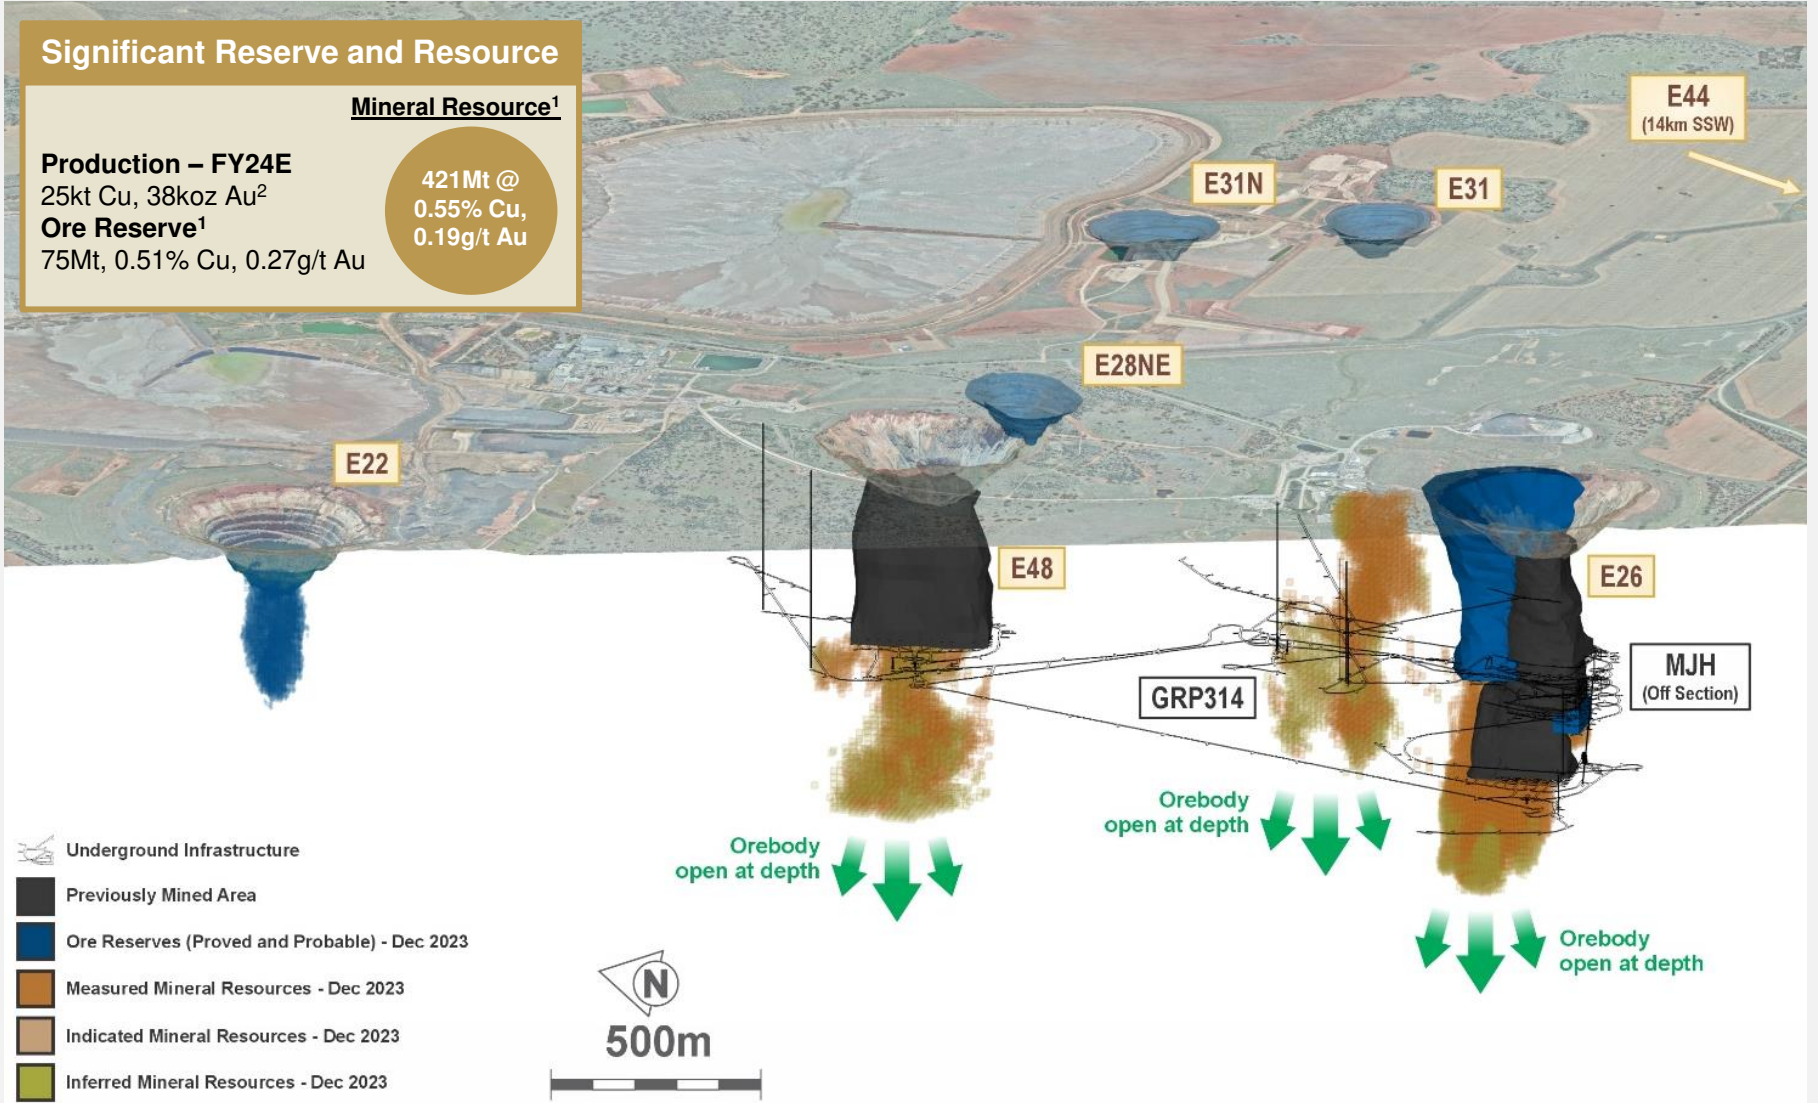 Significant Reserve and Resource
Mineral Resource¹
Production – FY24E
25kt Cu, 38koz Au²
Ore Reserve¹
75Mt, 0.51% Cu, 0.27g/t Au
421Mt @
0.55% Cu,
0.19g/t Au
E44
(14km SSW)
E31N
E31
E28NE
E22
E48
E26
GRP314
MJH
(Off Section)
Orebody
open at depth
Orebody
open at depth
Orebody
open at depth
Underground Infrastructure
Previously Mined Area
Ore Reserves (Proved and Probable) - Dec 2023
Measured Mineral Resources - Dec 2023
Indicated Mineral Resources - Dec 2023
Inferred Mineral Resources - Dec 2023
N
500m